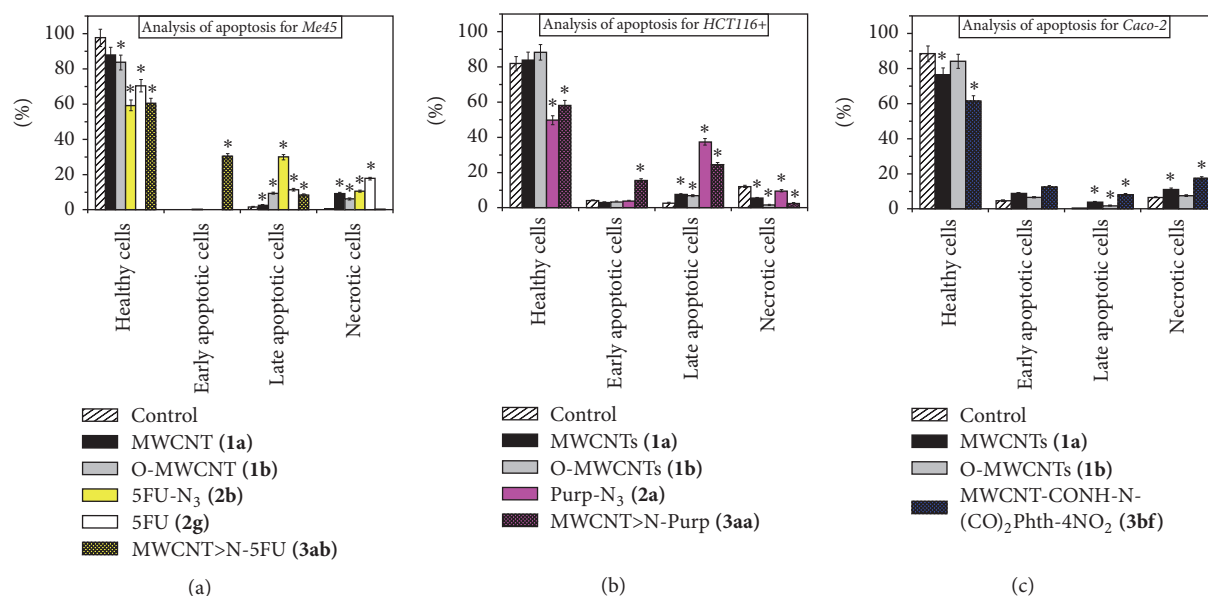 Analysis of apoptosis for Me45
100
80
60
40
20
0
(%)
* * * * *
*
* * * * *
* * * *
Healthy cells
Early apoptotic cells
Late apoptotic cells
Necrotic cells
Control
MWCNT (1a)
O-MWCNT (1b)
5FU-N3 (2b)
5FU (2g)
MWCNT>N-5FU (3ab)
(a)
Analysis of apoptosis for HCT116+
100
80
60
40
20
0
(%)
* *
*
* * * *
* * * *
Healthy cells
Early apoptotic cells
Late apoptotic cells
Necrotic cells
Control
MWCNTs (1a)
O-MWCNTs (1b)
Purp-N3 (2a)
MWCNT>N-Purp (3aa)
(b)
Analysis of apoptosis for Caco-2
100
80
60
40
20
0
(%)
* *
* * *
* *
Healthy cells
Early apoptotic cells
Late apoptotic cells
Necrotic cells
Control
MWCNTs (1a)
O-MWCNTs (1b)
MWCNT-CONH-N-
(CO)2Phth-4NO2 (3bf)
(c)